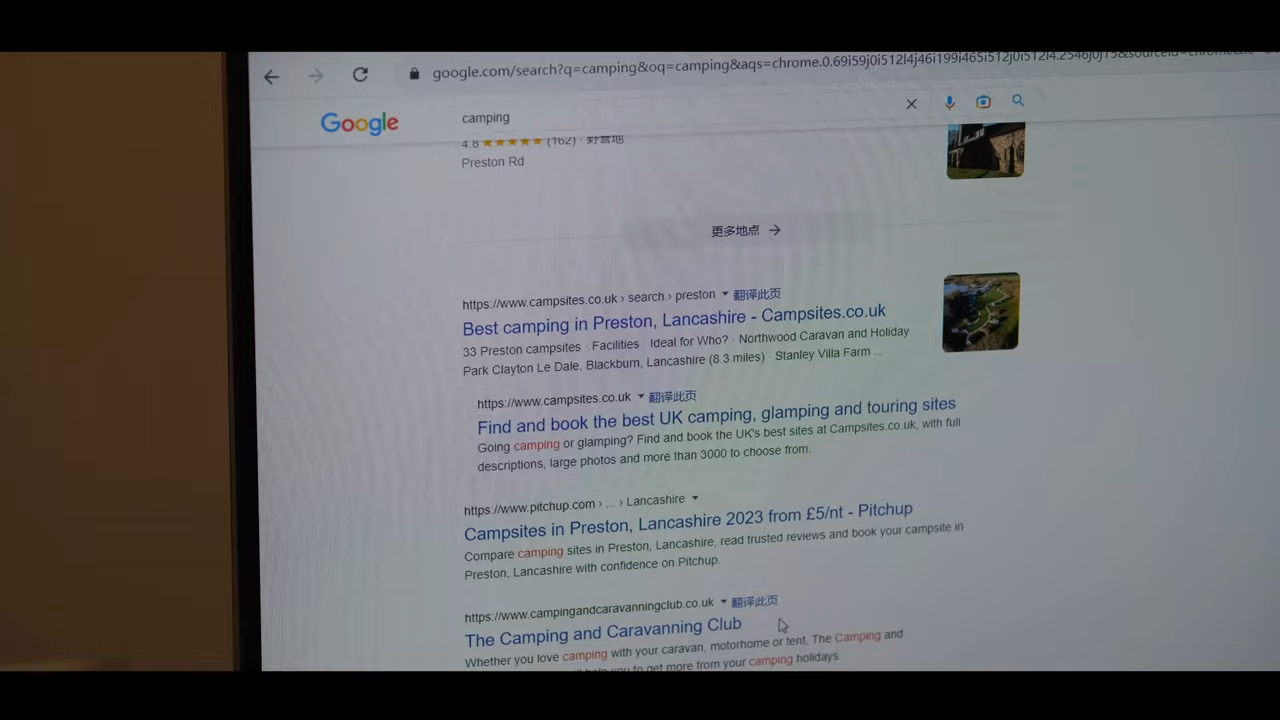 google.com/search?q=camping&oq=camping&aqs=chrome.0.69i59j0i512l4j46i199i465i512j0i512l4.2546j0j15&sourceid=chrome&ie
Google
camping
4.8 (162) · 野营地
Preston Rd
更多地点
https://www.campsites.co.uk › search › preston 翻译此页
Best camping in Preston, Lancashire - Campsites.co.uk
33 Preston campsites · Facilities · Ideal for Who? · Northwood Caravan and Holiday
Park Clayton Le Dale, Blackburn, Lancashire (8.3 miles) · Stanley Villa Farm ...
https://www.campsites.co.uk 翻译此页
Find and book the best UK camping, glamping and touring sites
Going camping or glamping? Find and book the UK's best sites at Campsites.co.uk, with full
descriptions, large photos and more than 3000 to choose from.
https://www.pitchup.com › ... › Lancashire
Campsites in Preston, Lancashire 2023 from £5/nt - Pitchup
Compare camping sites in Preston, Lancashire, read trusted reviews and book your campsite in
Preston, Lancashire with confidence on Pitchup.
https://www.campingandcaravanningclub.co.uk 翻译此页
The Camping and Caravanning Club
Whether you love camping with your caravan, motorhome or tent, The Camping and
help you to get more from your camping holidays